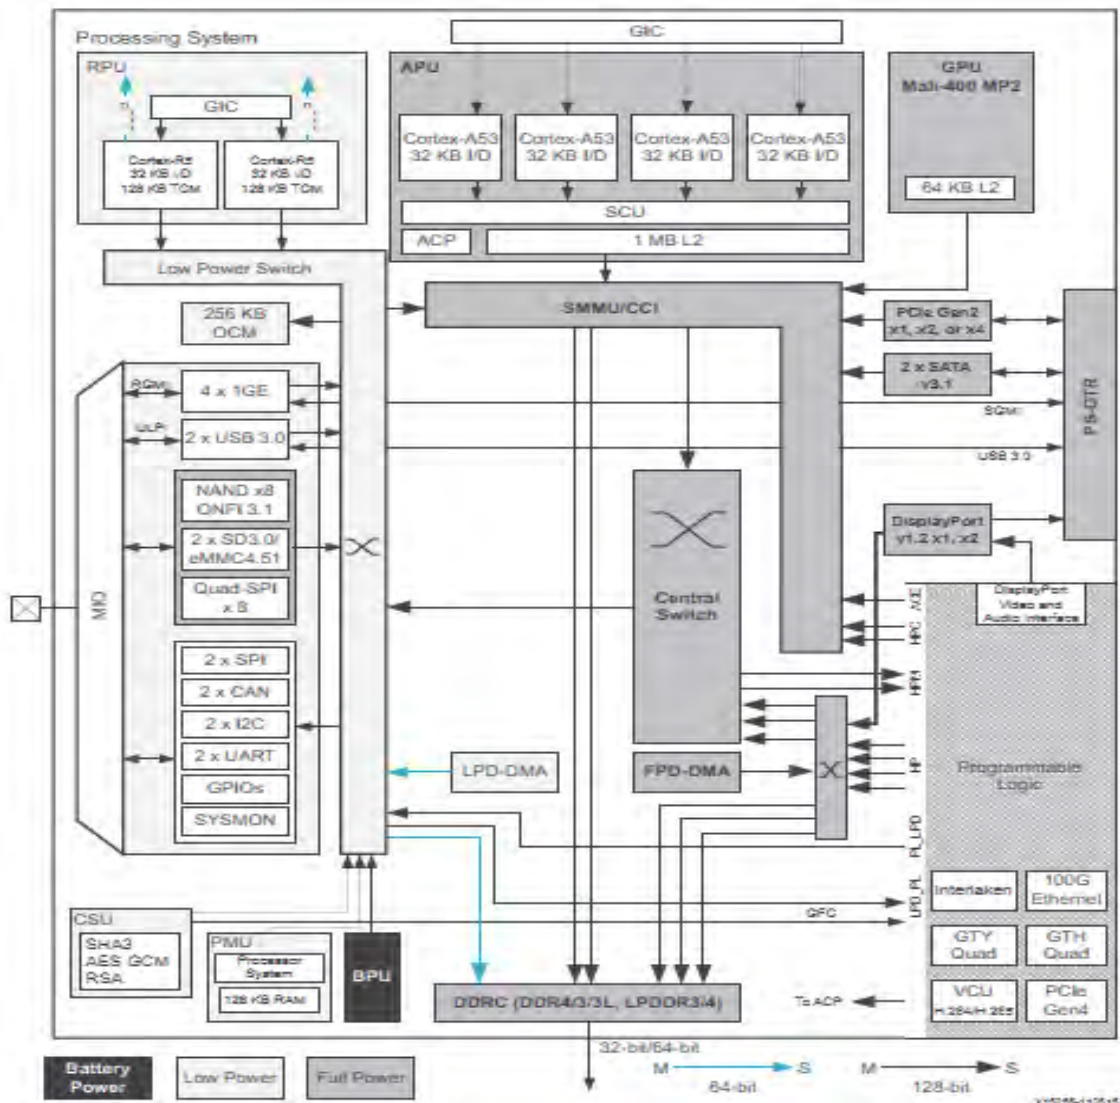 Processing System
RPU
GIC
Cortex-R5
32 KB I/D
128 KB TCM
Cortex-R5
32 KB I/D
128 KB TCM
GIC
APU
Cortex-A53
32 KB I/D
Cortex-A53
32 KB I/D
Cortex-A53
32 KB I/D
Cortex-A53
32 KB I/D
SCU
ACP
1 MB L2
GPU
Mali-400 MP2
64 KB L2
Low Power Switch
256 KB
OCM
SMMU/CCI
PCIe Gen2
x1, x2, or x4
2 x SATA
v3.1
PS-GTR
SGMII
USB 3.0
RGMII
4 x 1GE
ULPI
2 x USB 3.0
NAND x8
ONFI 3.1
2 x SD3.0/
eMMC4.51
Quad-SPI
x 8
MIO
2 x SPI
2 x CAN
2 x I2C
2 x UART
GPIOs
SYSMON
Central
Switch
DisplayPort
v1.2 x1, x2
DisplayPort
Video and
Audio Interface
ACE
HPC
HPM
HP
PL_LPD
LPD_PL
LPD-DMA
FPD-DMA
Programmable
Logic
Interlaken
100G
Ethernet
GTY
Quad
GTH
Quad
VCU
H.264/H.265
PCIe
Gen4
CSU
SHA3
AES GCM
RSA
PMU
Processor
System
128 KB RAM
BPU
DDRC (DDR4/3/3L, LPDDR3/4)
GFC
To ACP
32-bit/64-bit
Battery
Power
Low Power
Full Power
M
S
64-bit
M
S
128-bit